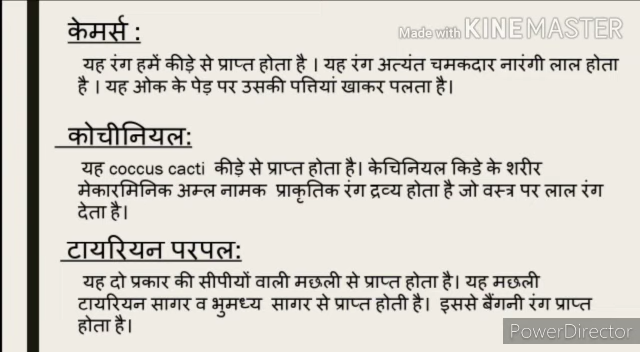 Made with KINEMASTER
केमर्स :
यह रंग हमें कीड़े से प्राप्त होता है । यह रंग अत्यंत चमकदार नारंगी लाल होता
है । यह ओक के पेड़ पर उसकी पत्तियां खाकर पलता है।
कोचीनियल:
यह coccus cacti कीड़े से प्राप्त होता है। केचिनियल किडे के शरीर
मेकारमिनिक अम्ल नामक प्राकृतिक रंग द्रव्य होता है जो वस्त्र पर लाल रंग
देता है।
टायरियन परपल:
यह दो प्रकार की सीपीयों वाली मछली से प्राप्त होता है। यह मछली
टायरियन सागर व भुमध्य सागर से प्राप्त होती है। इससे बैंगनी रंग प्राप्त
होता है।
PowerDirector